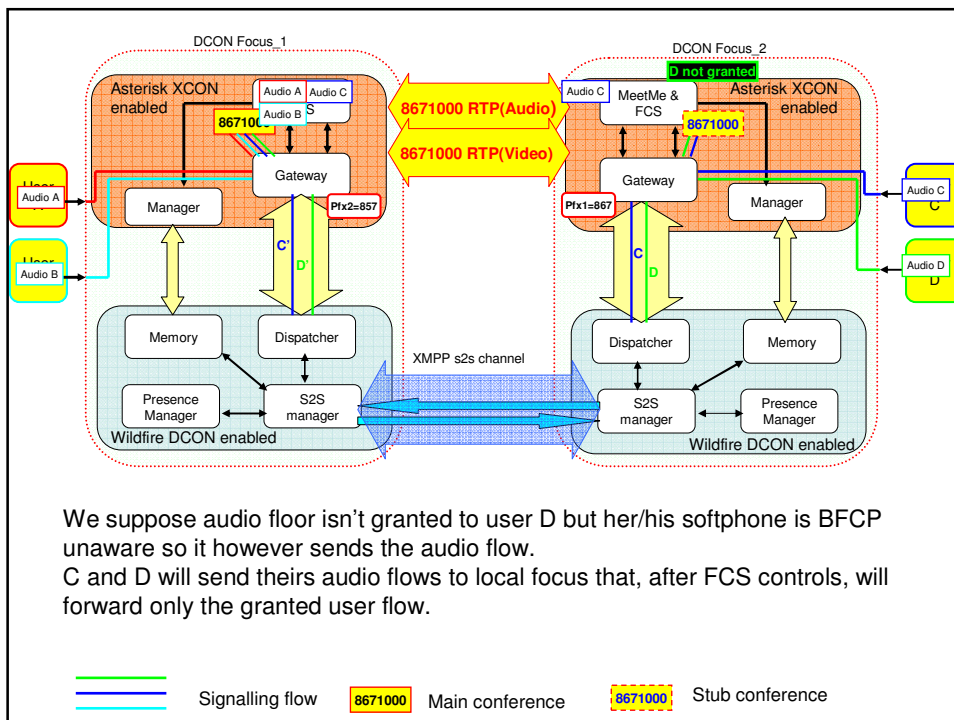 DCON Focus_1
DCON Focus_2
D not granted
Asterisk XCON
enabled
Audio A
Audio C
S
Audio B
8671000
8671000 RTP(Audio)
8671000 RTP(Video)
Audio C
MeetMe &
FCS
Asterisk XCON
enabled
8671000
Gateway
Gateway
Audio A
Manager
Pfx2=857
Pfx1=867
Manager
Audio C
C
User
Audio B
C'
D'
C
D
Audio D
D
Memory
Dispatcher
Dispatcher
Memory
XMPP s2s channel
Presence
Manager
S2S
manager
S2S
manager
Presence
Manager
Wildfire DCON enabled
Wildfire DCON enabled
We suppose audio floor isn't granted to user D but her/his softphone is BFCP
unaware so it however sends the audio flow.
C and D will send theirs audio flows to local focus that, after FCS controls, will
forward only the granted user flow.
Signalling flow
8671000
Main conference
8671000
Stub conference